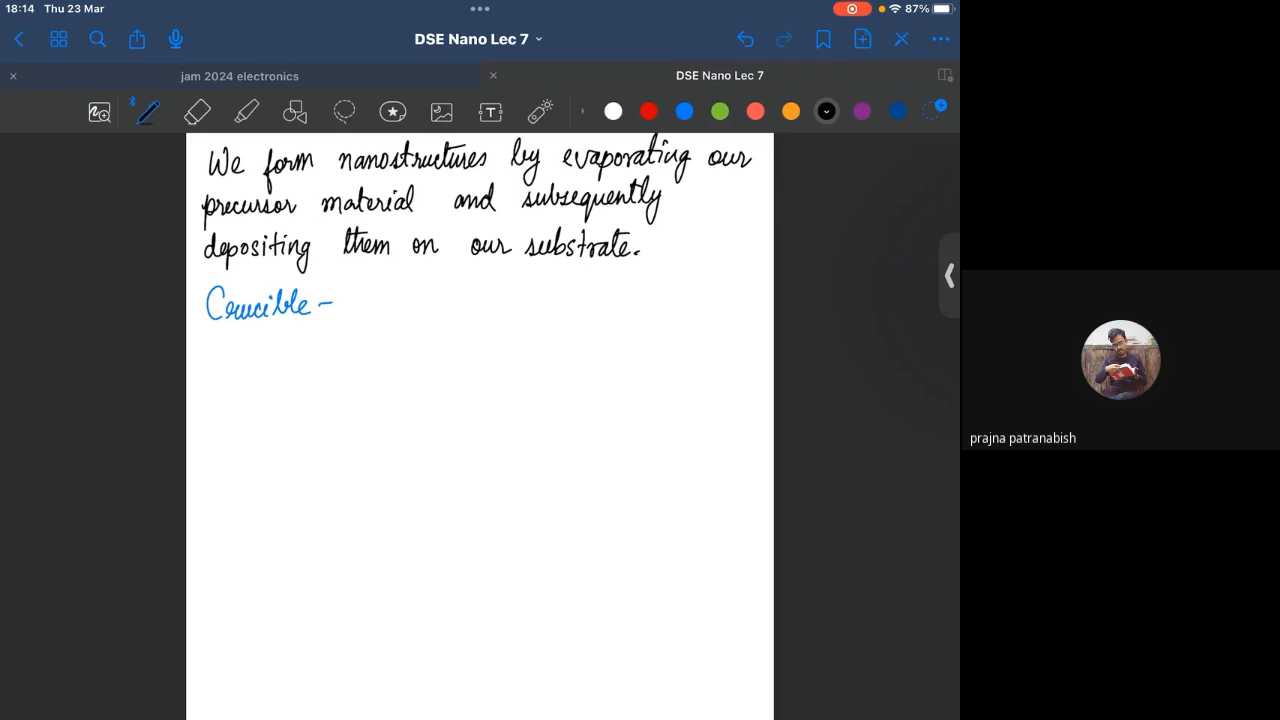 18:14 Thu 23 Mar
87%
DSE Nano Lec 7
jam 2024 electronics
DSE Nano Lec 7
We form nanostructures by evaporating our
precursor material and subsequently
depositing them on our substrate.
Crucible -
prajna patranabish